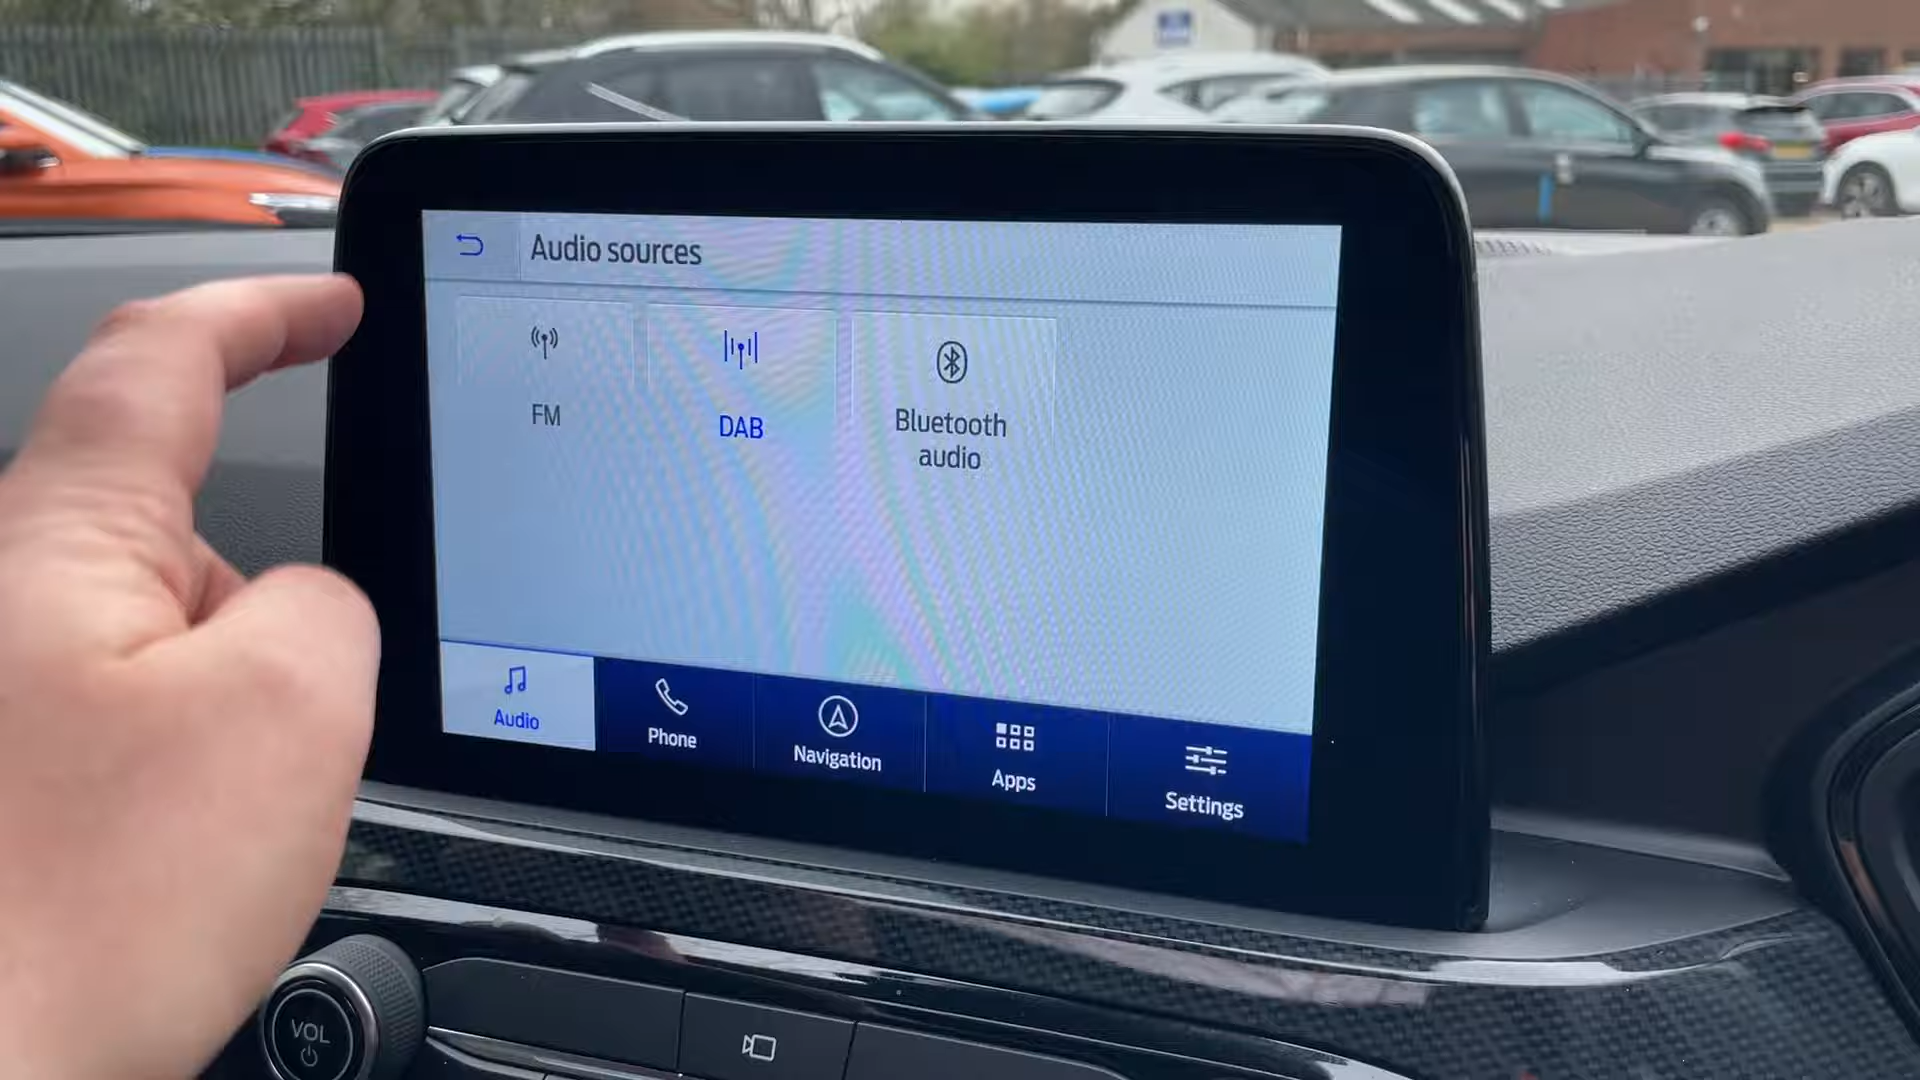 Audio sources
FM
DAB
Bluetooth
audio
Audio
Phone
Navigation
Apps
Settings
VOL